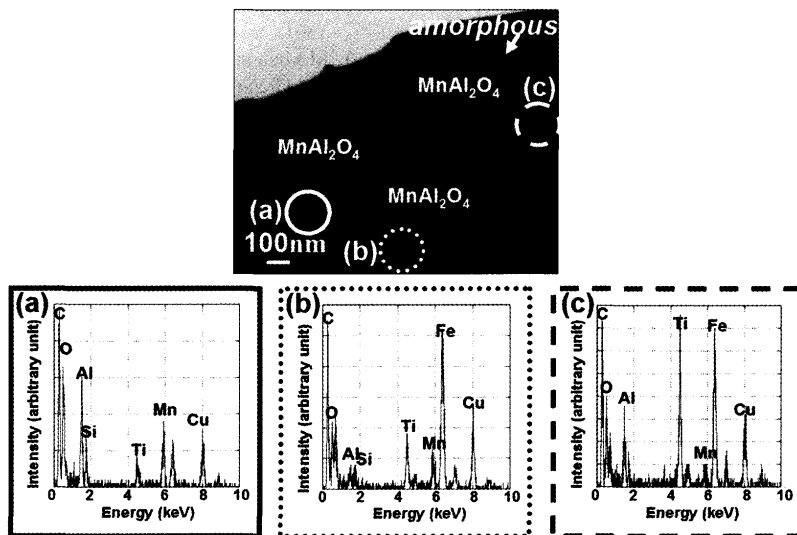 amorphous
MnAl₂O₄
(c)
MnAl₂O₄
MnAl₂O₄
(a)
(b)
100nm
(a)
C
O
Al
Si
Ti
Mn
Cu
Intensity (arbitrary unit)
0 2 4 6 8 10
Energy (keV)
(b)
C
O
Al
Si
Ti
Mn
Fe
Cu
Intensity (arbitrary unit)
0 2 4 6 8 10
Energy (keV)
(c)
C
O
Al
Ti
Mn
Fe
Cu
Intensity (arbitrary unit)
0 2 4 6 8 10
Energy (keV)